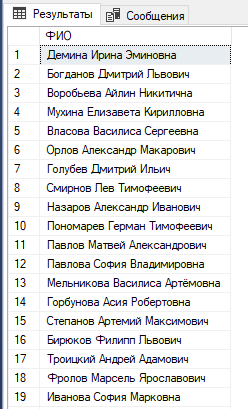 Результаты Сообщения
ФИО
1 Демина Ирина Эминовна
2 Богданов Дмитрий Львович
3 Воробьева Айлин Никитична
4 Мухина Елизавета Кирилловна
5 Власова Василиса Сергеевна
6 Орлов Александр Макарович
7 Голубев Дмитрий Ильич
8 Смирнов Лев Тимофеевич
9 Назаров Александр Иванович
10 Пономарев Герман Тимофеевич
11 Павлов Матвей Александрович
12 Павлова София Владимировна
13 Мельникова Василиса Артёмовна
14 Горбунова Асия Робертовна
15 Степанов Артемий Максимович
16 Бирюков Филипп Львович
17 Троицкий Андрей Адамович
18 Фролов Марсель Ярославович
19 Иванова София Марковна